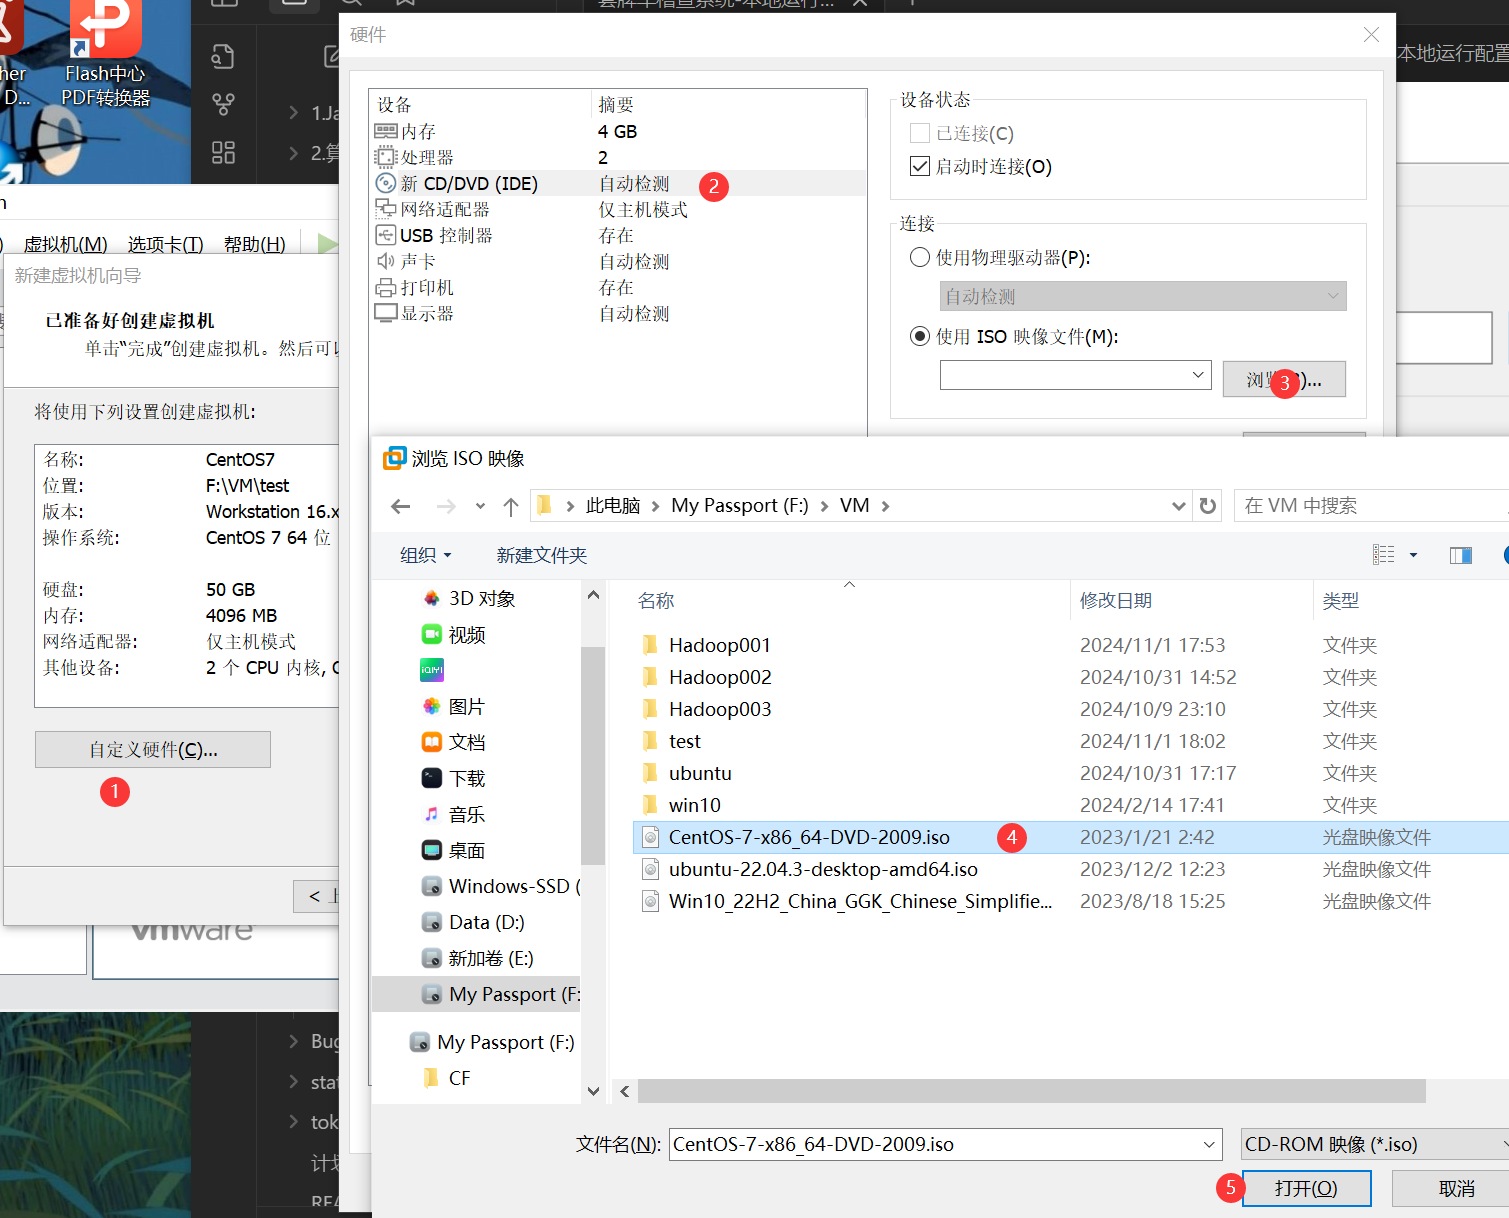 套牌车稽查系统-本地运行...
本地运行配置
Flash中心
PDF转换器
her
D...
1.Ja
2.算
虚拟机(M) 选项卡(T) 帮助(H)
新建虚拟机向导
已准备好创建虚拟机
单击“完成”创建虚拟机。然后可以
将使用下列设置创建虚拟机:
名称: CentOS7
位置: F:\VM\test
版本: Workstation 16.x
操作系统: CentOS 7 64 位
硬盘: 50 GB
内存: 4096 MB
网络适配器: 仅主机模式
其他设备: 2 个 CPU 内核, C
自定义硬件(C)...
1
< 上
vmware
Bug
stat
tok
计划
REA
硬件
设备 摘要
内存 4 GB
处理器 2
新 CD/DVD (IDE) 自动检测 2
网络适配器 仅主机模式
USB 控制器 存在
声卡 自动检测
打印机 存在
显示器 自动检测
设备状态
已连接(C)
启动时连接(O)
连接
使用物理驱动器(P):
自动检测
使用 ISO 映像文件(M):
浏览(B)...
3
浏览 ISO 映像
此电脑 My Passport (F:) VM
在 VM 中搜索
组织 新建文件夹
3D 对象
视频
iQIYI
图片
文档
下载
音乐
桌面
Windows-SSD (
Data (D:)
新加卷 (E:)
My Passport (F:
My Passport (F:)
CF
名称 修改日期 类型
Hadoop001 2024/11/1 17:53 文件夹
Hadoop002 2024/10/31 14:52 文件夹
Hadoop003 2024/10/9 23:10 文件夹
test 2024/11/1 18:02 文件夹
ubuntu 2024/10/31 17:17 文件夹
win10 2024/2/14 17:41 文件夹
CentOS-7-x86_64-DVD-2009.iso 4 2023/1/21 2:42 光盘映像文件
ubuntu-22.04.3-desktop-amd64.iso 2023/12/2 12:23 光盘映像文件
Win10_22H2_China_GGK_Chinese_Simplifie... 2023/8/18 15:25 光盘映像文件
文件名(N): CentOS-7-x86_64-DVD-2009.iso CD-ROM 映像 (*.iso)
5 打开(O) 取消